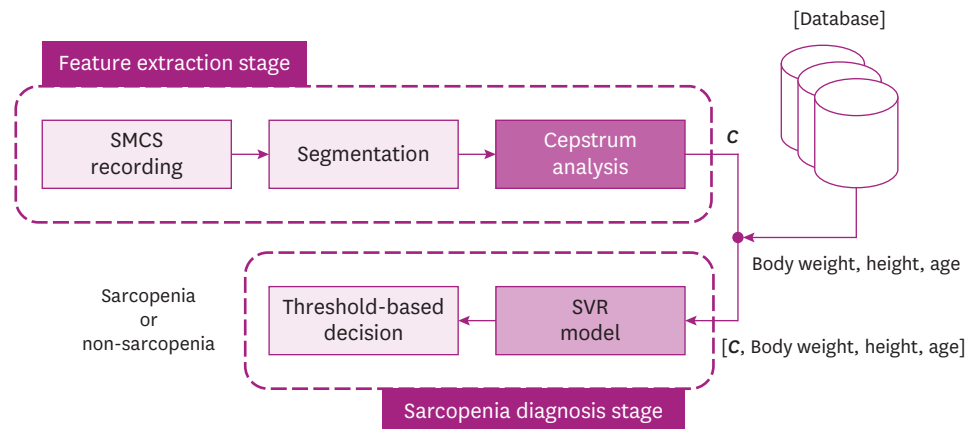 [Database]
Feature extraction stage
SMCS
recording
Segmentation
Cepstrum
analysis
C
Body weight, height, age
Sarcopenia
or
non-sarcopenia
Threshold-based
decision
SVR
model
[C, Body weight, height, age]
Sarcopenia diagnosis stage